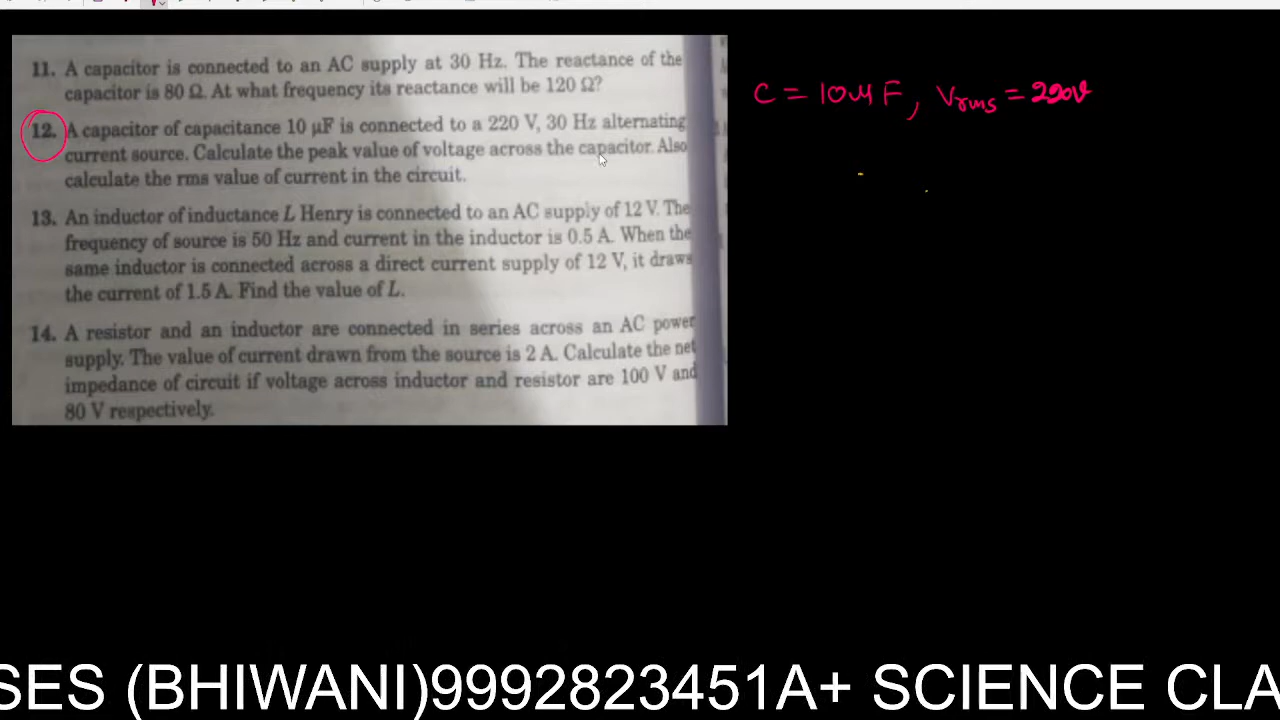 11. A capacitor is connected to an AC supply at 30 Hz. The reactance of the
capacitor is 80 Ω. At what frequency its reactance will be 120 Ω?
12. A capacitor of capacitance 10 μF is connected to a 220 V, 30 Hz alternating
current source. Calculate the peak value of voltage across the capacitor. Also
calculate the rms value of current in the circuit.
13. An inductor of inductance L Henry is connected to an AC supply of 12 V. The
frequency of source is 50 Hz and current in the inductor is 0.5 A. When the
same inductor is connected across a direct current supply of 12 V, it draws
the current of 1.5 A. Find the value of L.
14. A resistor and an inductor are connected in series across an AC power
supply. The value of current drawn from the source is 2 A. Calculate the net
impedance of circuit if voltage across inductor and resistor are 100 V and
80 V respectively.
C = 10μF, Vrms = 220V
SES (BHIWANI)9992823451A+ SCIENCE CLA